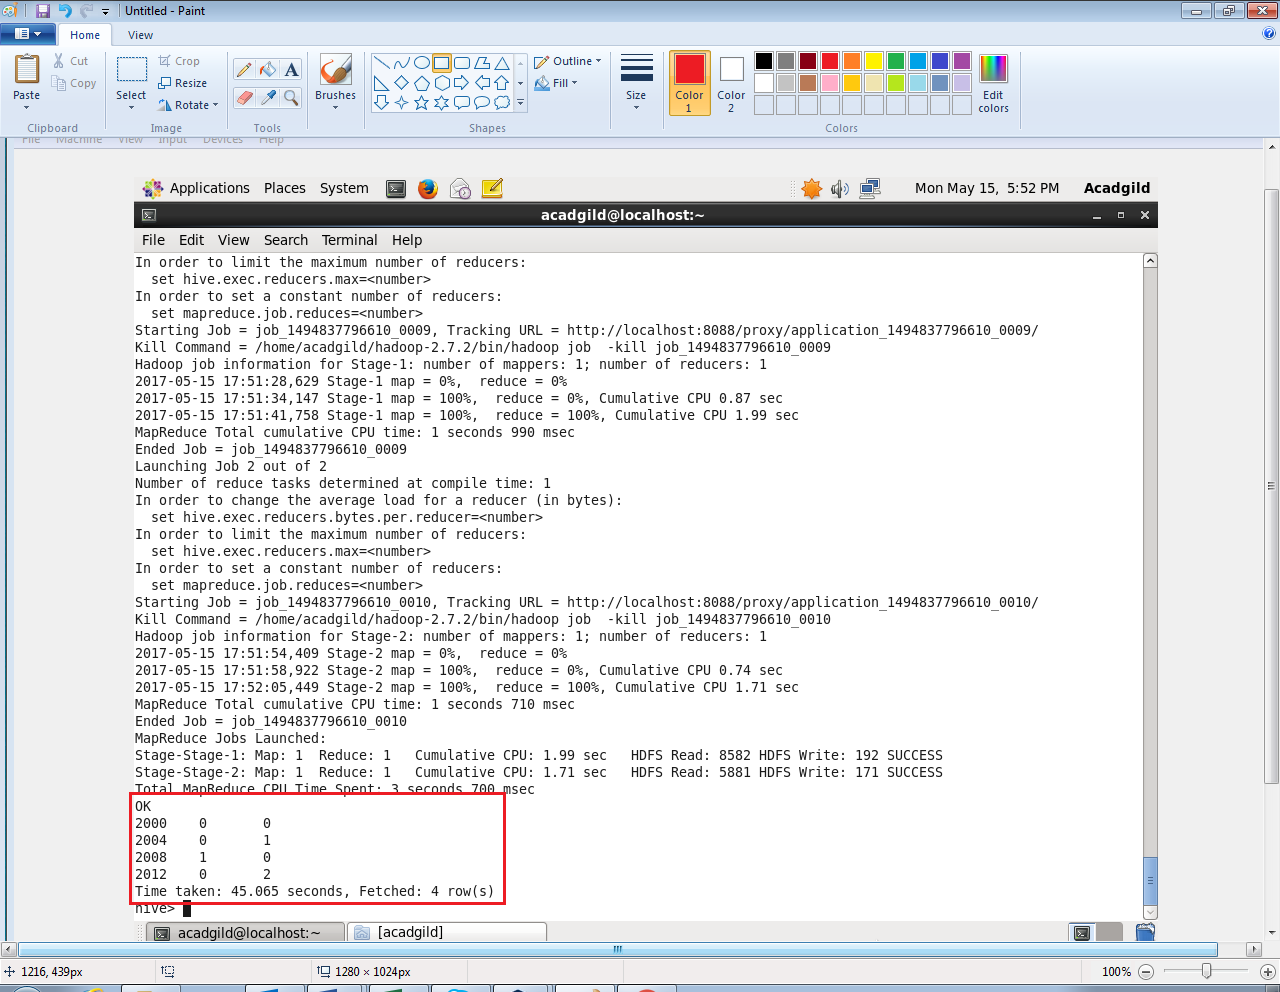 Untitled - Paint
Home
View
Paste
Cut
Copy
Clipboard
Select
Crop
Resize
Rotate
Image
Tools
Brushes
Shapes
Outline
Fill
Size
Color 1
Color 2
Edit colors
Colors
File Machine View Input Devices Help
Applications Places System
Mon May 15, 5:52 PM Acadgild
acadgild@localhost:~
File Edit View Search Terminal Help
In order to limit the maximum number of reducers:
  set hive.exec.reducers.max=<number>
In order to set a constant number of reducers:
  set mapreduce.job.reduces=<number>
Starting Job = job_1494837796610_0009, Tracking URL = http://localhost:8088/proxy/application_1494837796610_0009/
Kill Command = /home/acadgild/hadoop-2.7.2/bin/hadoop job  -kill job_1494837796610_0009
Hadoop job information for Stage-1: number of mappers: 1; number of reducers: 1
2017-05-15 17:51:28,629 Stage-1 map = 0%,  reduce = 0%
2017-05-15 17:51:34,147 Stage-1 map = 100%,  reduce = 0%, Cumulative CPU 0.87 sec
2017-05-15 17:51:41,758 Stage-1 map = 100%,  reduce = 100%, Cumulative CPU 1.99 sec
MapReduce Total cumulative CPU time: 1 seconds 990 msec
Ended Job = job_1494837796610_0009
Launching Job 2 out of 2
Number of reduce tasks determined at compile time: 1
In order to change the average load for a reducer (in bytes):
  set hive.exec.reducers.bytes.per.reducer=<number>
In order to limit the maximum number of reducers:
  set hive.exec.reducers.max=<number>
In order to set a constant number of reducers:
  set mapreduce.job.reduces=<number>
Starting Job = job_1494837796610_0010, Tracking URL = http://localhost:8088/proxy/application_1494837796610_0010/
Kill Command = /home/acadgild/hadoop-2.7.2/bin/hadoop job  -kill job_1494837796610_0010
Hadoop job information for Stage-2: number of mappers: 1; number of reducers: 1
2017-05-15 17:51:54,409 Stage-2 map = 0%,  reduce = 0%
2017-05-15 17:51:58,922 Stage-2 map = 100%,  reduce = 0%, Cumulative CPU 0.74 sec
2017-05-15 17:52:05,449 Stage-2 map = 100%,  reduce = 100%, Cumulative CPU 1.71 sec
MapReduce Total cumulative CPU time: 1 seconds 710 msec
Ended Job = job_1494837796610_0010
MapReduce Jobs Launched:
Stage-Stage-1: Map: 1  Reduce: 1   Cumulative CPU: 1.99 sec   HDFS Read: 8582 HDFS Write: 192 SUCCESS
Stage-Stage-2: Map: 1  Reduce: 1   Cumulative CPU: 1.71 sec   HDFS Read: 5881 HDFS Write: 171 SUCCESS
Total MapReduce CPU Time Spent: 3 seconds 700 msec
OK
2000    0       0
2004    0       1
2008    1       0
2012    0       2
Time taken: 45.065 seconds, Fetched: 4 row(s)
hive>
acadgild@localhost:~
[acadgild]
1216, 439px
1280 × 1024px
100%